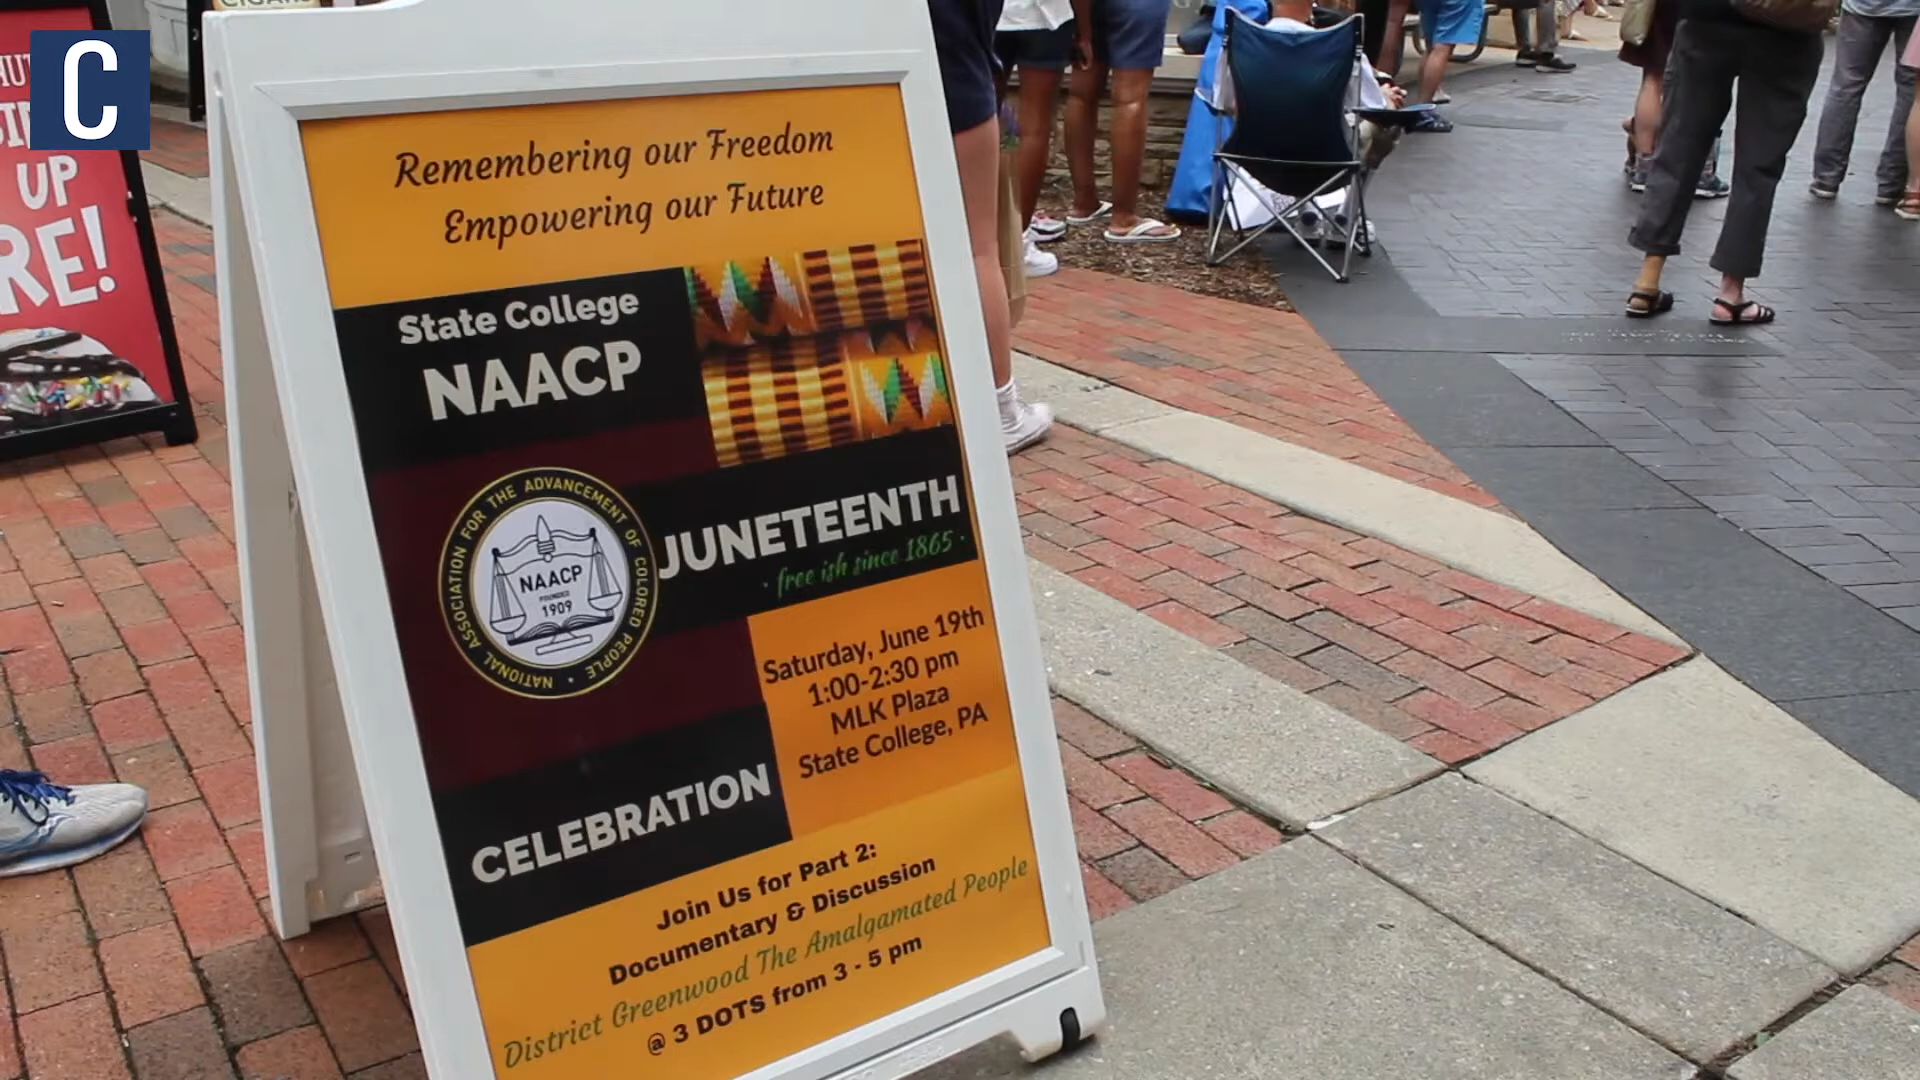 C
UP
RE!
Remembering our Freedom
Empowering our Future
State College
NAACP
NATIONAL ASSOCIATION FOR THE ADVANCEMENT OF COLORED PEOPLE
NAACP
FOUNDED
1909
JUNETEENTH
· free ish since 1865 ·
Saturday, June 19th
1:00-2:30 pm
MLK Plaza
State College, PA
CELEBRATION
Join Us for Part 2:
Documentary & Discussion
District Greenwood The Amalgamated People
@ 3 DOTS from 3 - 5 pm